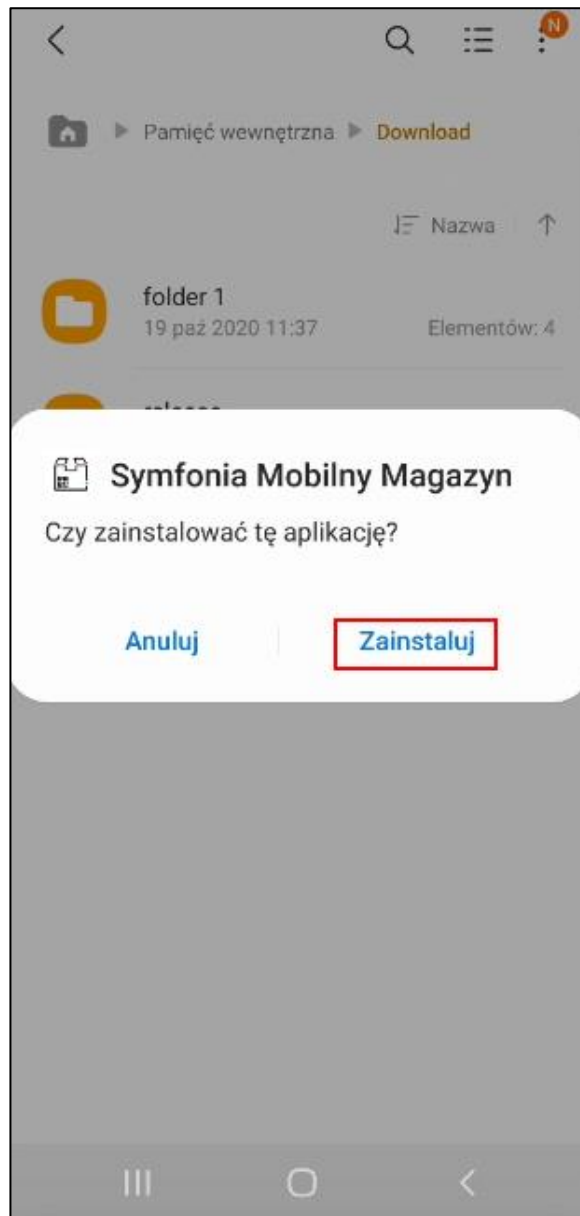 N
Pamięć wewnętrzna Download
Nazwa
folder 1
19 paź 2020 11:37 Elementów: 4
Symfonia Mobilny Magazyn
Czy zainstalować tę aplikację?
Anuluj Zainstaluj